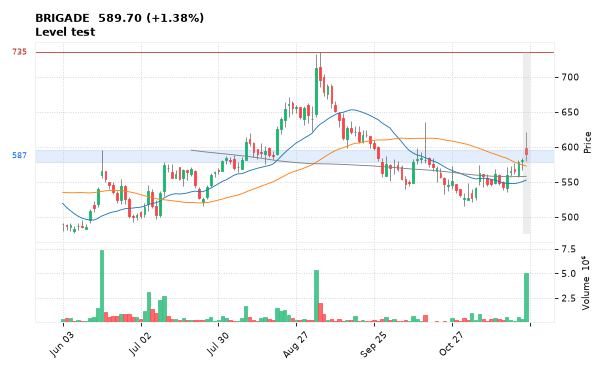 BRIGADE 589.70 (+1.38%)
Level test
735
700
650
600
587
550
500
Price
7.5
5.0
2.5
Volume 10⁶
Jun 03
Jul 02
Jul 30
Aug 27
Sep 25
Oct 27